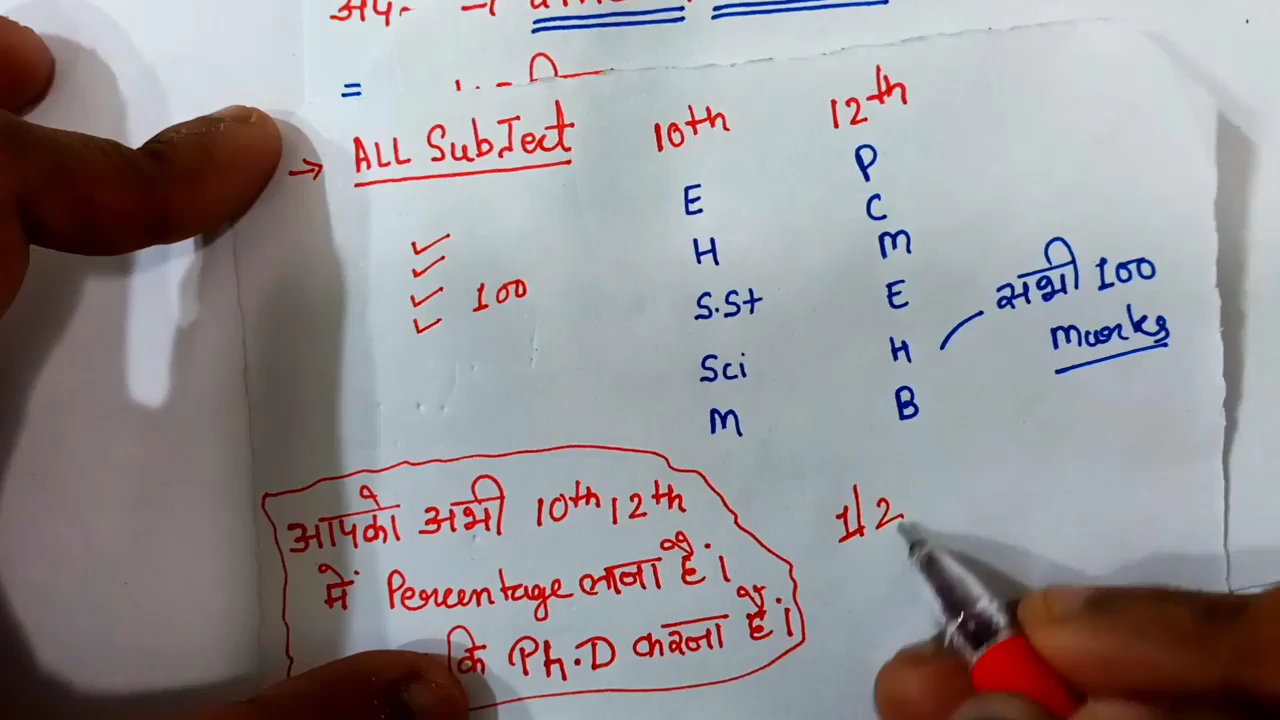 =
→ ALL SubJect 10th 12th
E P
✓ H C
✓ M
✓ 100 S.St E
✓ Sci H सभी 100
M B Marks
आपको अभी 10th 12th
में Percentage लाना है।
कि Ph.D करना है।
1/2